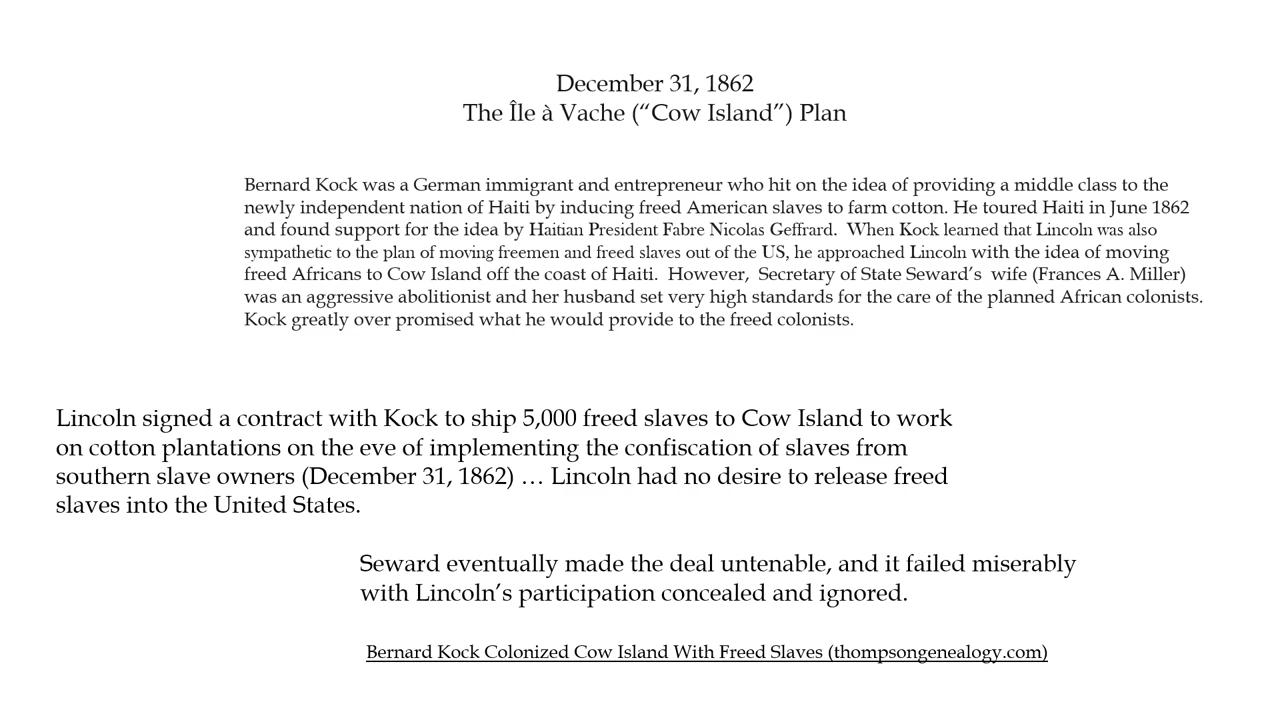 December 31, 1862
The Île à Vache (“Cow Island”) Plan
Bernard Kock was a German immigrant and entrepreneur who hit on the idea of providing a middle class to the
newly independent nation of Haiti by inducing freed American slaves to farm cotton. He toured Haiti in June 1862
and found support for the idea by Haitian President Fabre Nicolas Geffrard.  When Kock learned that Lincoln was also
sympathetic to the plan of moving freemen and freed slaves out of the US, he approached Lincoln with the idea of moving
freed Africans to Cow Island off the coast of Haiti.  However,  Secretary of State Seward’s  wife (Frances A. Miller)
was an aggressive abolitionist and her husband set very high standards for the care of the planned African colonists.
Kock greatly over promised what he would provide to the freed colonists.
Lincoln signed a contract with Kock to ship 5,000 freed slaves to Cow Island to work
on cotton plantations on the eve of implementing the confiscation of slaves from
southern slave owners (December 31, 1862) … Lincoln had no desire to release freed
slaves into the United States.
Seward eventually made the deal untenable, and it failed miserably
with Lincoln’s participation concealed and ignored.
Bernard Kock Colonized Cow Island With Freed Slaves (thompsongenealogy.com)